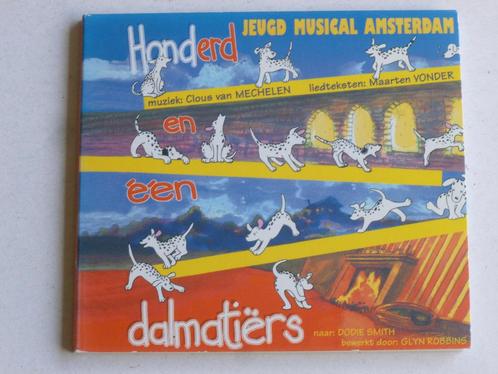 JEUGD MUSICAL AMSTERDAM
Honderd
muziek: Clous van MECHELEN liedteksten: Maarten VONDER
en
één
dalmatiërs
naar: DODIE SMITH
bewerkt door: GLYN ROBBINS